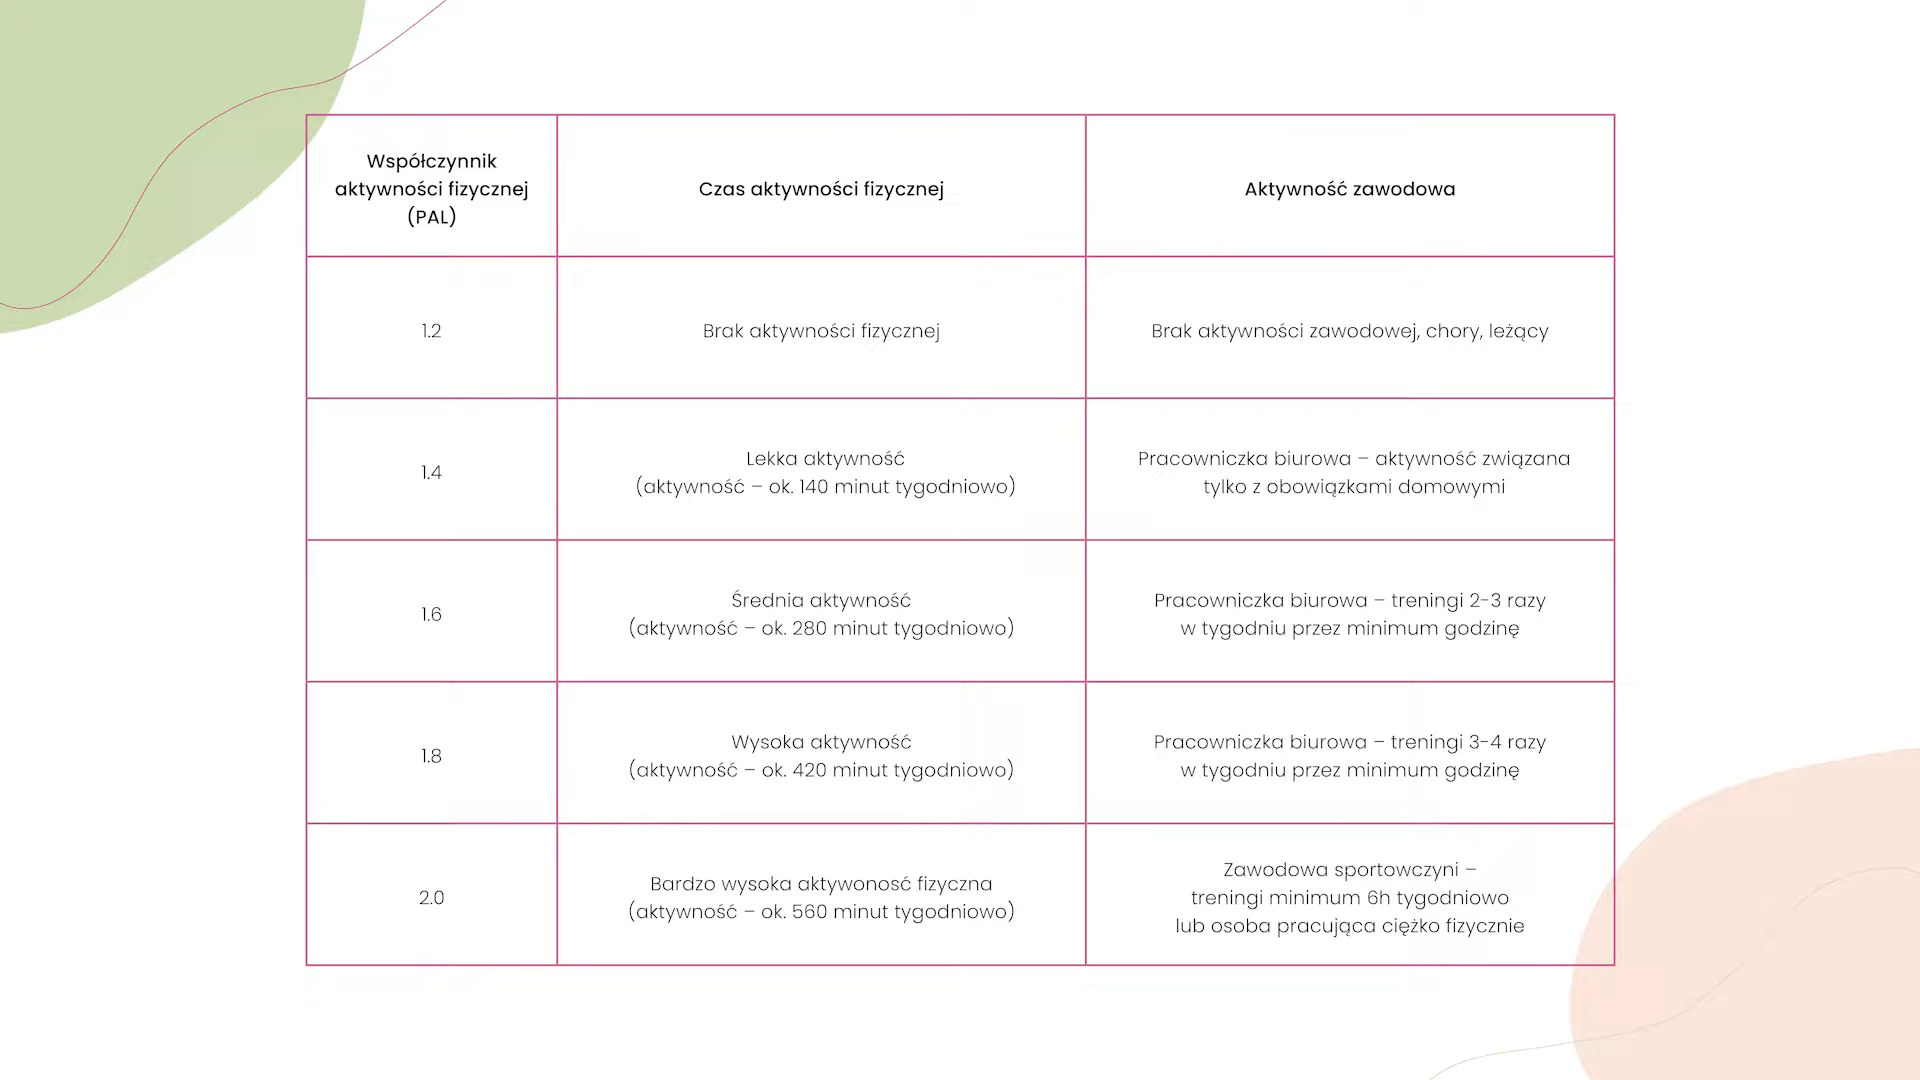 Współczynnik
aktywności fizycznej
(PAL)
Czas aktywności fizycznej
Aktywność zawodowa
1.2
Brak aktywności fizycznej
Brak aktywności zawodowej, chory, leżący
1.4
Lekka aktywność
(aktywność – ok. 140 minut tygodniowo)
Pracowniczka biurowa – aktywność związana
tylko z obowiązkami domowymi
1.6
Średnia aktywność
(aktywność – ok. 280 minut tygodniowo)
Pracowniczka biurowa – treningi 2-3 razy
w tygodniu przez minimum godzinę
1.8
Wysoka aktywność
(aktywność – ok. 420 minut tygodniowo)
Pracowniczka biurowa – treningi 3-4 razy
w tygodniu przez minimum godzinę
2.0
Bardzo wysoka aktywonosć fizyczna
(aktywność – ok. 560 minut tygodniowo)
Zawodowa sportowczyni –
treningi minimum 6h tygodniowo
lub osoba pracująca ciężko fizycznie